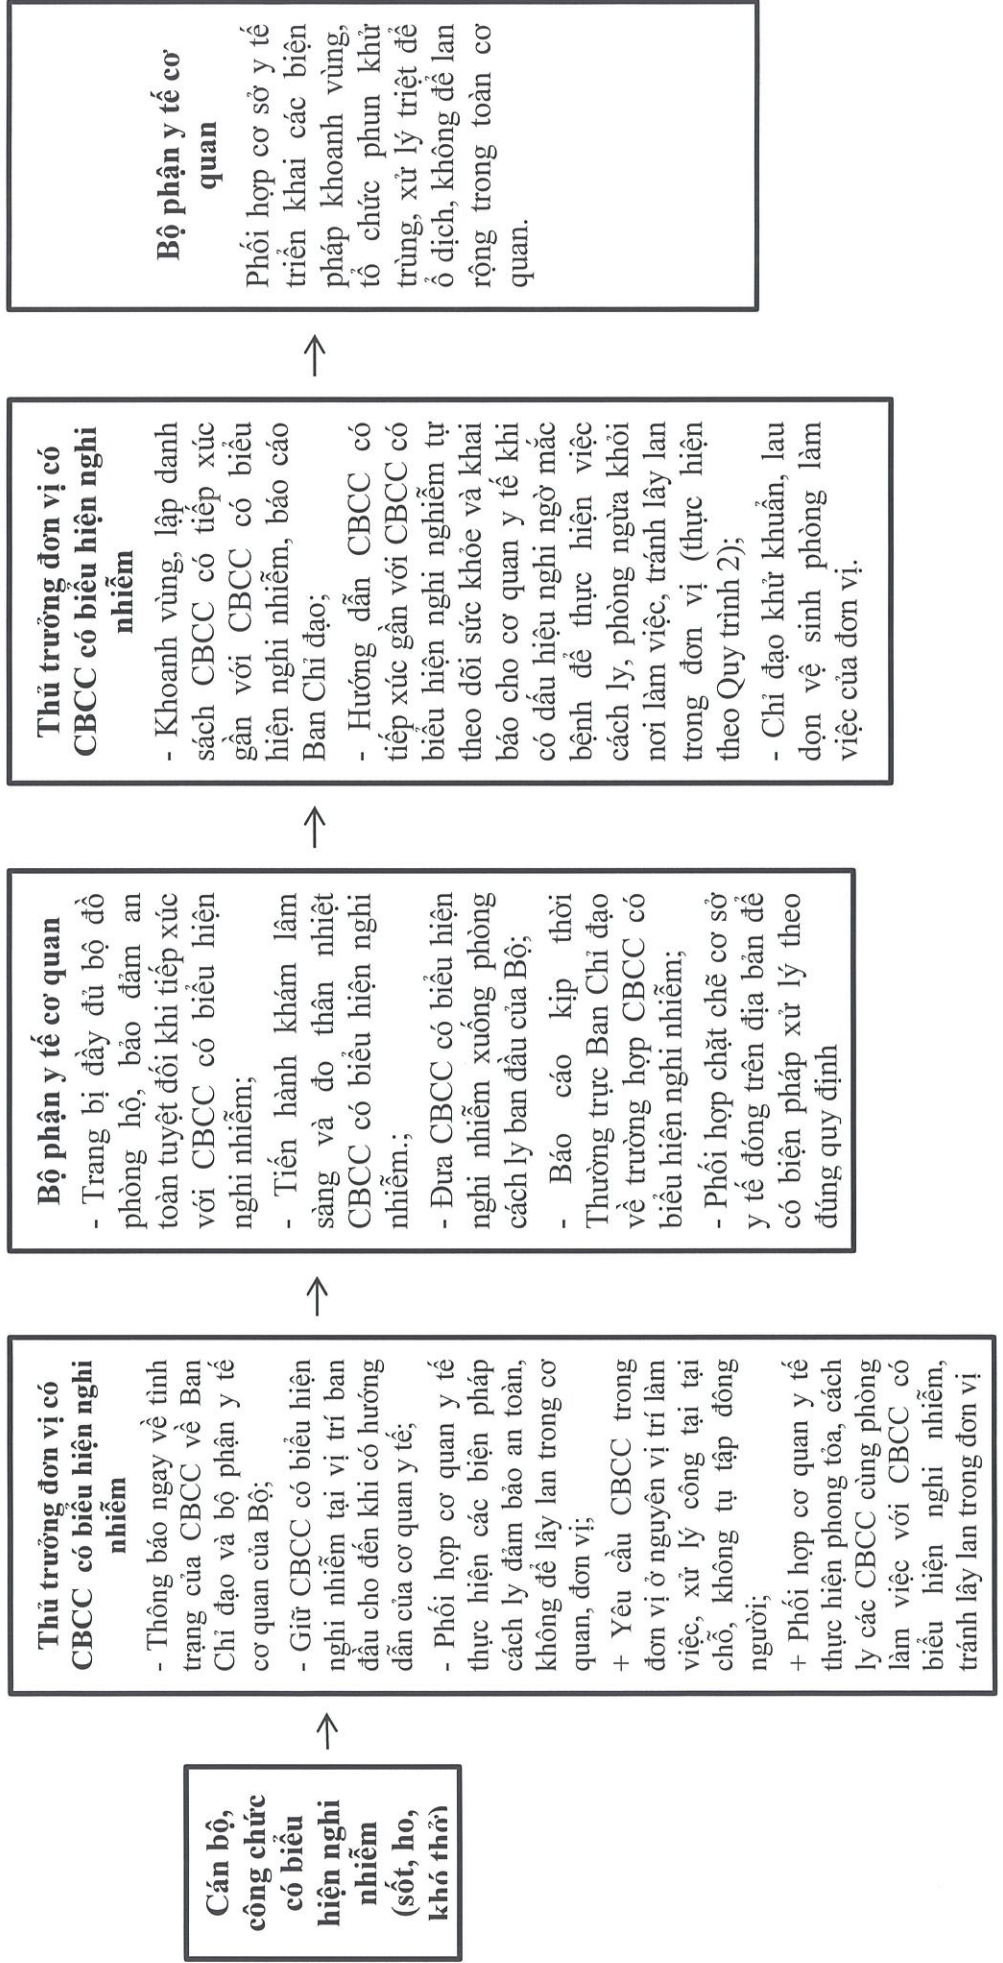 Cán bộ,
công chức
có biểu
hiện nghi
nhiễm
(sốt, ho,
khó thở)
→
Thủ trưởng đơn vị có
CBCC có biểu hiện nghi
nhiễm
- Thông báo ngay về tình
trạng của CBCC về Ban
Chỉ đạo và bộ phận y tế
cơ quan của Bộ;
- Giữ CBCC có biểu hiện
nghi nhiễm tại vị trí ban
đầu cho đến khi có hướng
dẫn của cơ quan y tế;
- Phối hợp cơ quan y tế
thực hiện các biện pháp
cách ly đảm bảo an toàn,
không để lây lan trong cơ
quan, đơn vị;
+ Yêu cầu CBCC trong
đơn vị ở nguyên vị trí làm
việc, xử lý công tại tại
chỗ, không tụ tập đông
người;
+ Phối hợp cơ quan y tế
thực hiện phong tỏa, cách
ly các CBCC cùng phòng
làm việc với CBCC có
biểu hiện nghi nhiễm,
tránh lây lan trong đơn vị
→
Bộ phận y tế cơ quan
- Trang bị đầy đủ bộ đồ
phòng hộ, bảo đảm an
toàn tuyệt đối khi tiếp xúc
với CBCC có biểu hiện
nghi nhiễm;
- Tiến hành khám lâm
sàng và đo thân nhiệt
CBCC có biểu hiện nghi
nhiễm.;
- Đưa CBCC có biểu hiện
nghi nhiễm xuống phòng
cách ly ban đầu của Bộ;
- Báo cáo kịp thời
Thường trực Ban Chỉ đạo
về trường hợp CBCC có
biểu hiện nghi nhiễm;
- Phối hợp chặt chẽ cơ sở
y tế đóng trên địa bản để
có biện pháp xử lý theo
đúng quy định
→
Thủ trưởng đơn vị có
CBCC có biểu hiện nghi
nhiễm
- Khoanh vùng, lập danh
sách CBCC có tiếp xúc
gần với CBCC có biểu
hiện nghi nhiễm, báo cáo
Ban Chỉ đạo;
- Hướng dẫn CBCC có
tiếp xúc gần với CBCC có
biểu hiện nghi nghiễm tự
theo dõi sức khỏe và khai
báo cho cơ quan y tế khi
có dấu hiệu nghi ngờ mắc
bệnh để thực hiện việc
cách ly, phòng ngừa khỏi
nơi làm việc, tránh lây lan
trong đơn vị (thực hiện
theo Quy trình 2);
- Chỉ đạo khử khuẩn, lau
dọn vệ sinh phòng làm
việc của đơn vị.
→
Bộ phận y tế cơ
quan
Phối hợp cơ sở y tế
triển khai các biện
pháp khoanh vùng,
tổ chức phun khử
trùng, xử lý triệt để
ổ dịch, không để lan
rộng trong toàn cơ
quan.